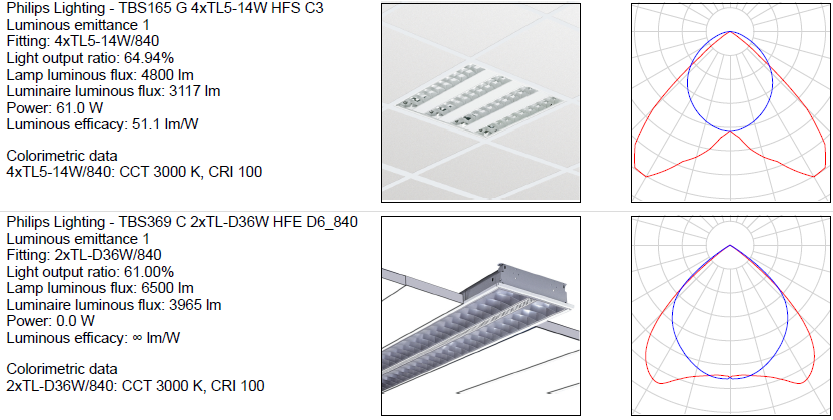 Philips Lighting - TBS165 G 4xTL5-14W HFS C3
Luminous emittance 1
Fitting: 4xTL5-14W/840
Light output ratio: 64.94%
Lamp luminous flux: 4800 lm
Luminaire luminous flux: 3117 lm
Power: 61.0 W
Luminous efficacy: 51.1 lm/W
Colorimetric data
4xTL5-14W/840: CCT 3000 K, CRI 100
Philips Lighting - TBS369 C 2xTL-D36W HFE D6_840
Luminous emittance 1
Fitting: 2xTL-D36W/840
Light output ratio: 61.00%
Lamp luminous flux: 6500 lm
Luminaire luminous flux: 3965 lm
Power: 0.0 W
Luminous efficacy: ∞ lm/W
Colorimetric data
2xTL-D36W/840: CCT 3000 K, CRI 100